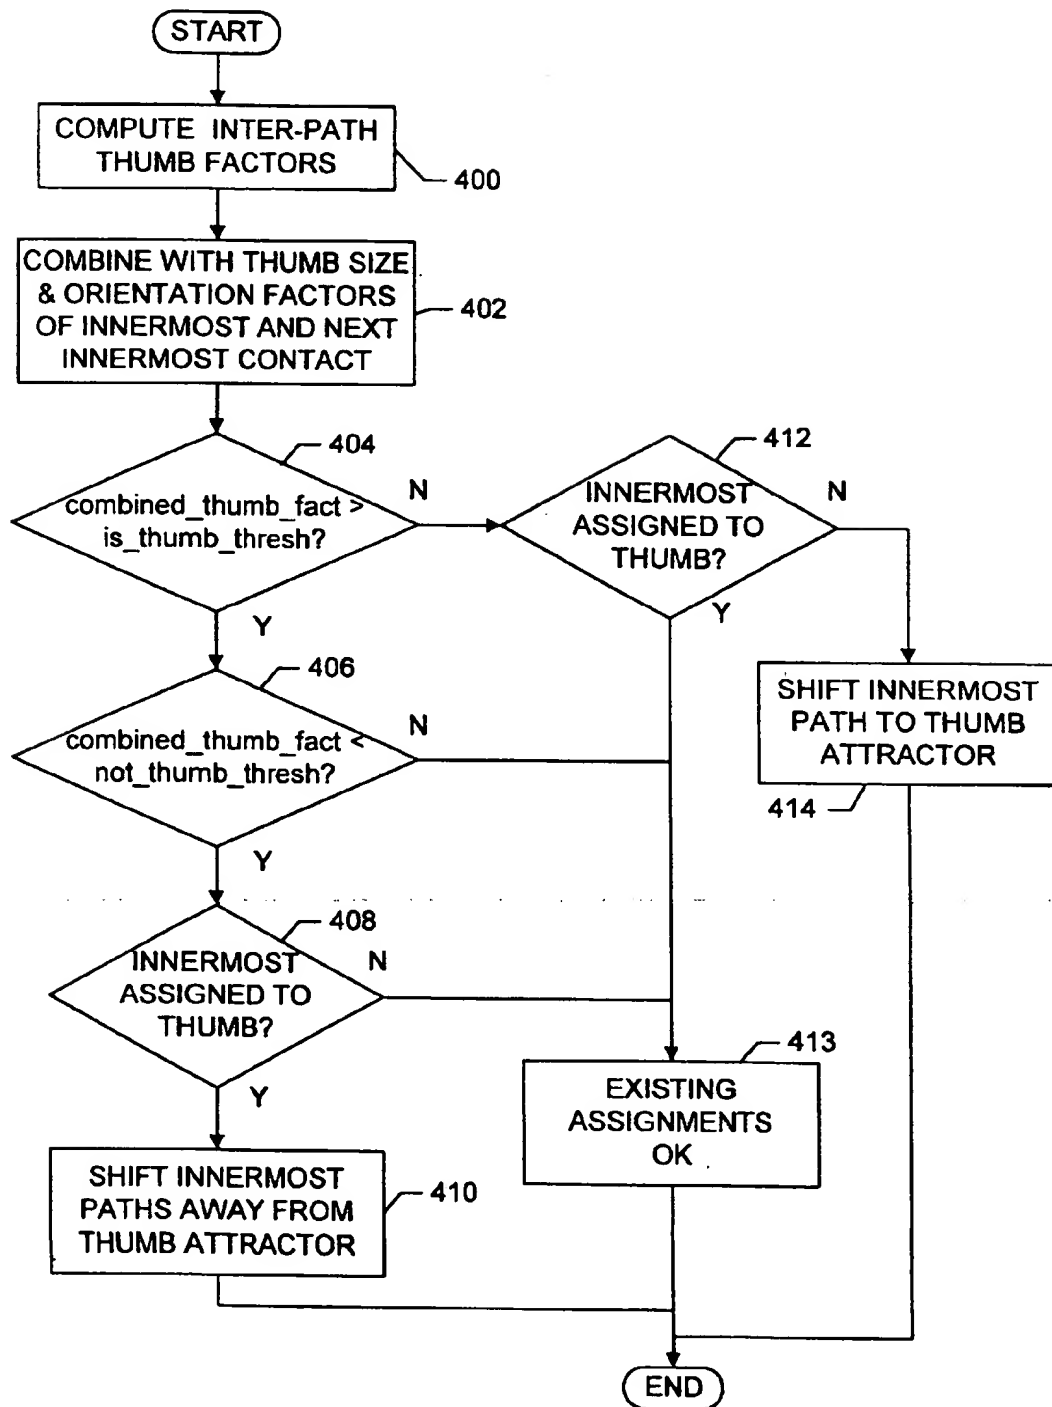 START
COMPUTE INTER-PATH
THUMB FACTORS
400
COMBINE WITH THUMB SIZE
& ORIENTATION FACTORS
OF INNERMOST AND NEXT
INNERMOST CONTACT
402
404
combined_thumb_fact >
is_thumb_thresh?
N
Y
412
INNERMOST
ASSIGNED TO
THUMB?
N
Y
406
combined_thumb_fact <
not_thumb_thresh?
N
Y
SHIFT INNERMOST
PATH TO THUMB
ATTRACTOR
414
408
INNERMOST
ASSIGNED TO
THUMB?
N
Y
413
EXISTING
ASSIGNMENTS
OK
SHIFT INNERMOST
PATHS AWAY FROM
THUMB ATTRACTOR
410
END